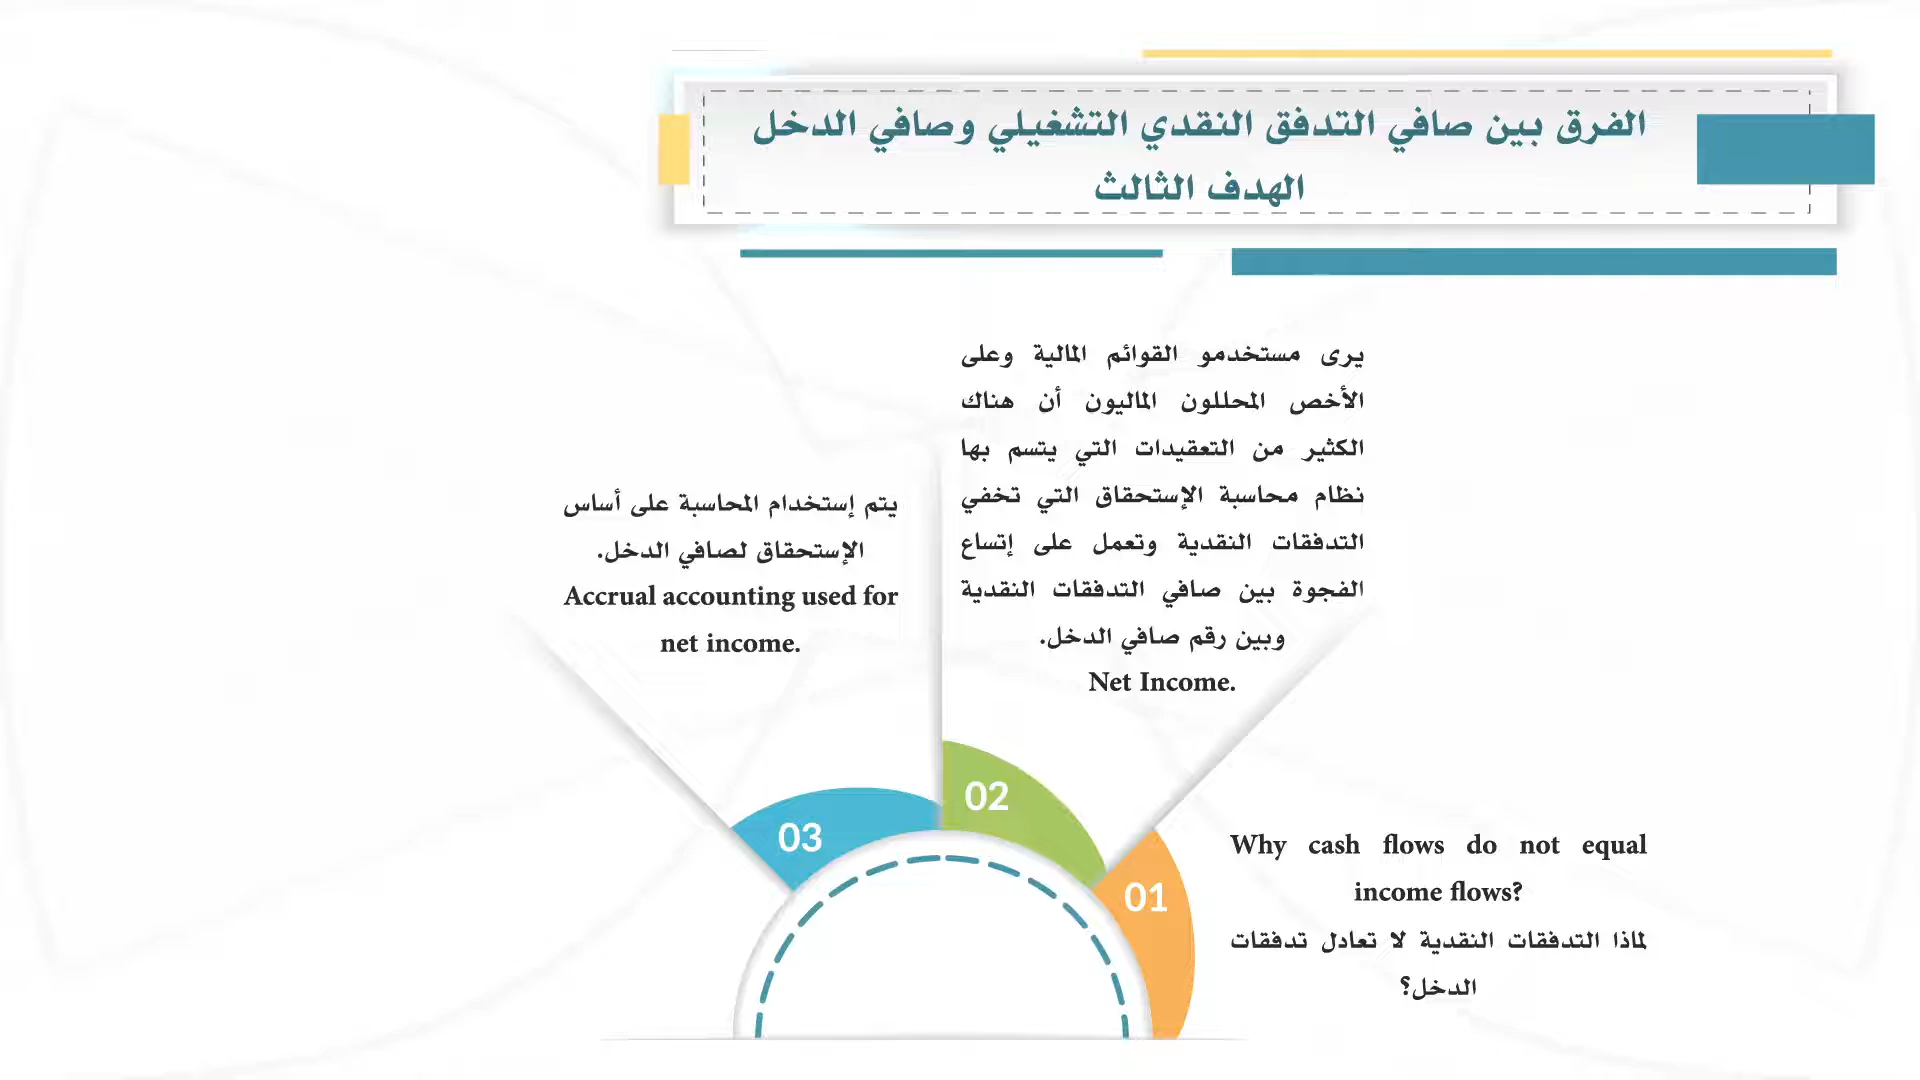 الفرق بين صافي التدفق النقدي التشغيلي وصافي الدخل
الهدف الثالث
01
Why cash flows do not equal
income flows?
لماذا التدفقات النقدية لا تعادل تدفقات
الدخل؟
02
يرى مستخدمو القوائم المالية وعلى
الأخص المحللون الماليون أن هناك
الكثير من التعقيدات التي يتسم بها
نظام محاسبة الإستحقاق التي تخفي
التدفقات النقدية وتعمل على إتساع
الفجوة بين صافي التدفقات النقدية
وبين رقم صافي الدخل.
Net Income.
03
يتم إستخدام المحاسبة على أساس
الإستحقاق لصافي الدخل.
Accrual accounting used for
net income.